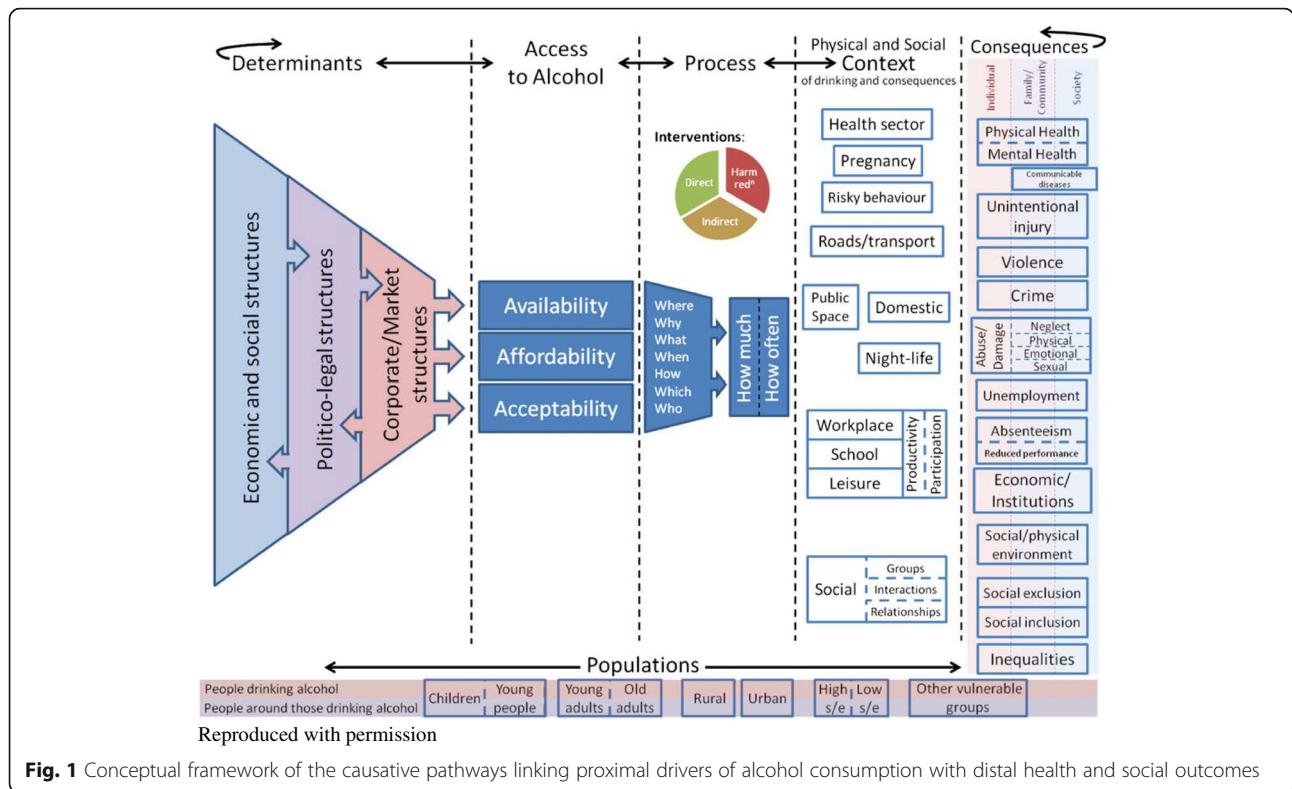 Determinants
Access
to Alcohol
Process
Physical and Social
Context
of drinking and consequences
Consequences
Individual
Family/
Community
Society
Economic and social structures
Politico-legal structures
Corporate/Market
structures
Availability
Affordability
Acceptability
Interventions:
Direct
Harm
redⁿ
Indirect
Where
Why
What
When
How
Which
Who
How much
How often
Health sector
Pregnancy
Risky behaviour
Roads/transport
Public
Space
Domestic
Night-life
Workplace
School
Leisure
Productivity
Participation
Social
Groups
Interactions
Relationships
Physical Health
Mental Health
Communicable
diseases
Unintentional
injury
Violence
Crime
Abuse/
Damage
Neglect
Physical
Emotional
Sexual
Unemployment
Absenteeism
Reduced performance
Economic/
Institutions
Social/physical
environment
Social exclusion
Social inclusion
Inequalities
Populations
People drinking alcohol
People around those drinking alcohol
Children
Young
people
Young
adults
Old
adults
Rural
Urban
High
s/e
Low
s/e
Other vulnerable
groups
Reproduced with permission
Fig. 1 Conceptual framework of the causative pathways linking proximal drivers of alcohol consumption with distal health and social outcomes